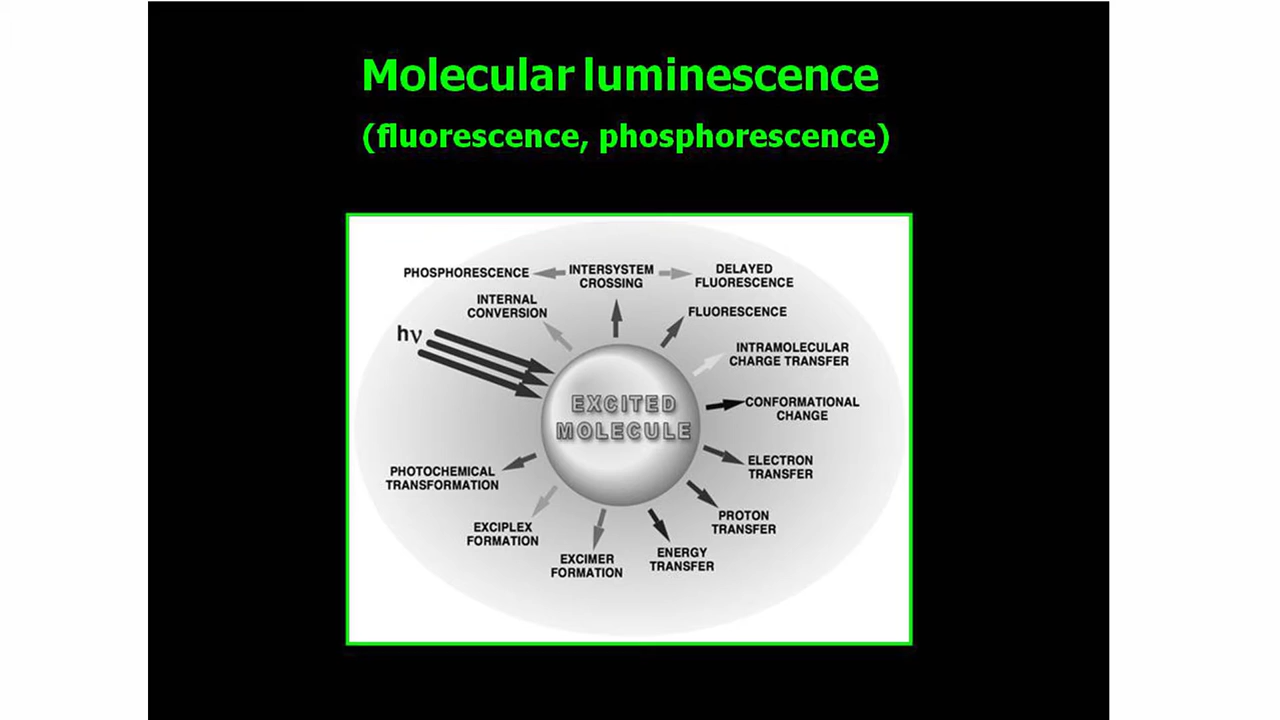 Molecular luminescence
(fluorescence, phosphorescence)
PHOSPHORESCENCE
INTERSYSTEM
CROSSING
DELAYED
FLUORESCENCE
INTERNAL
CONVERSION
FLUORESCENCE
hν
INTRAMOLECULAR
CHARGE TRANSFER
EXCITED
MOLECULE
CONFORMATIONAL
CHANGE
ELECTRON
TRANSFER
PHOTOCHEMICAL
TRANSFORMATION
PROTON
TRANSFER
EXCIPLEX
FORMATION
EXCIMER
FORMATION
ENERGY
TRANSFER